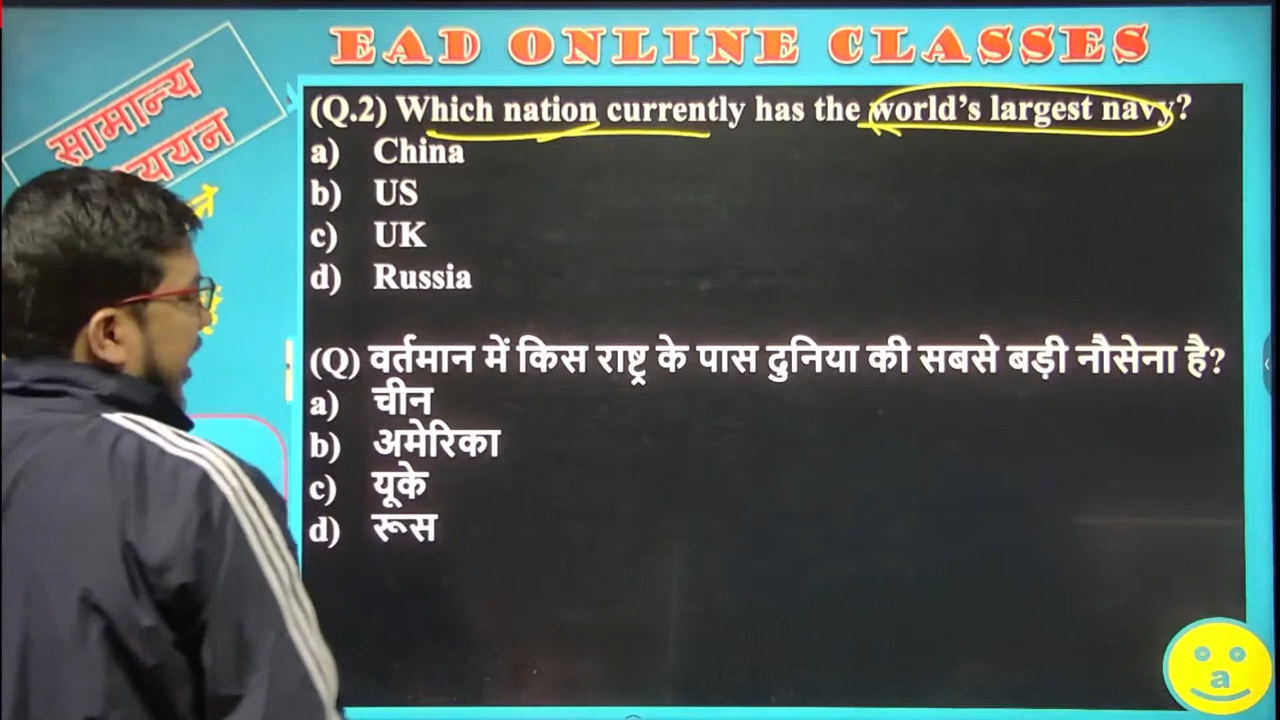 EAD ONLINE CLASSES
सामान्य
(Q.2) Which nation currently has the world's largest navy?
a) China
b) US
c) UK
d) Russia
(Q) वर्तमान में किस राष्ट्र के पास दुनिया की सबसे बड़ी नौसेना है?
a) चीन
b) अमेरिका
c) यूके
d) रूस
a